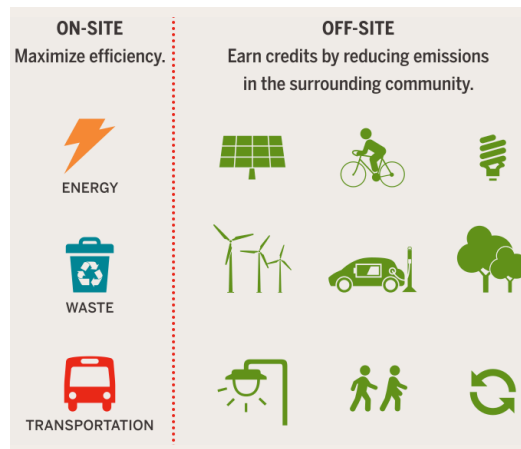 ON-SITE
Maximize efficiency.
ENERGY
WASTE
TRANSPORTATION
OFF-SITE
Earn credits by reducing emissions
in the surrounding community.